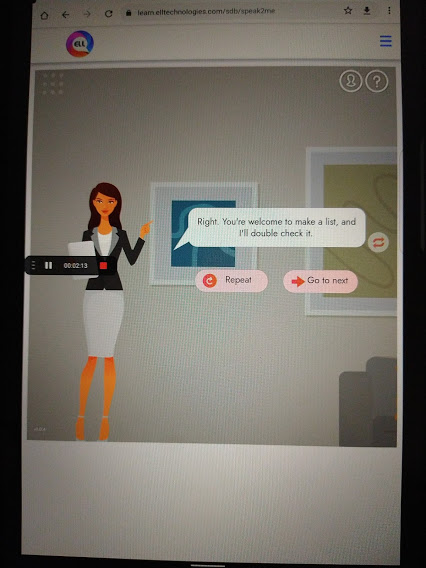 learn.elltechnologies.com/sdb/speak2me
ELL
?
Right. You're welcome to make a list, and
I'll double check it.
00:02:13
Repeat
Go to next